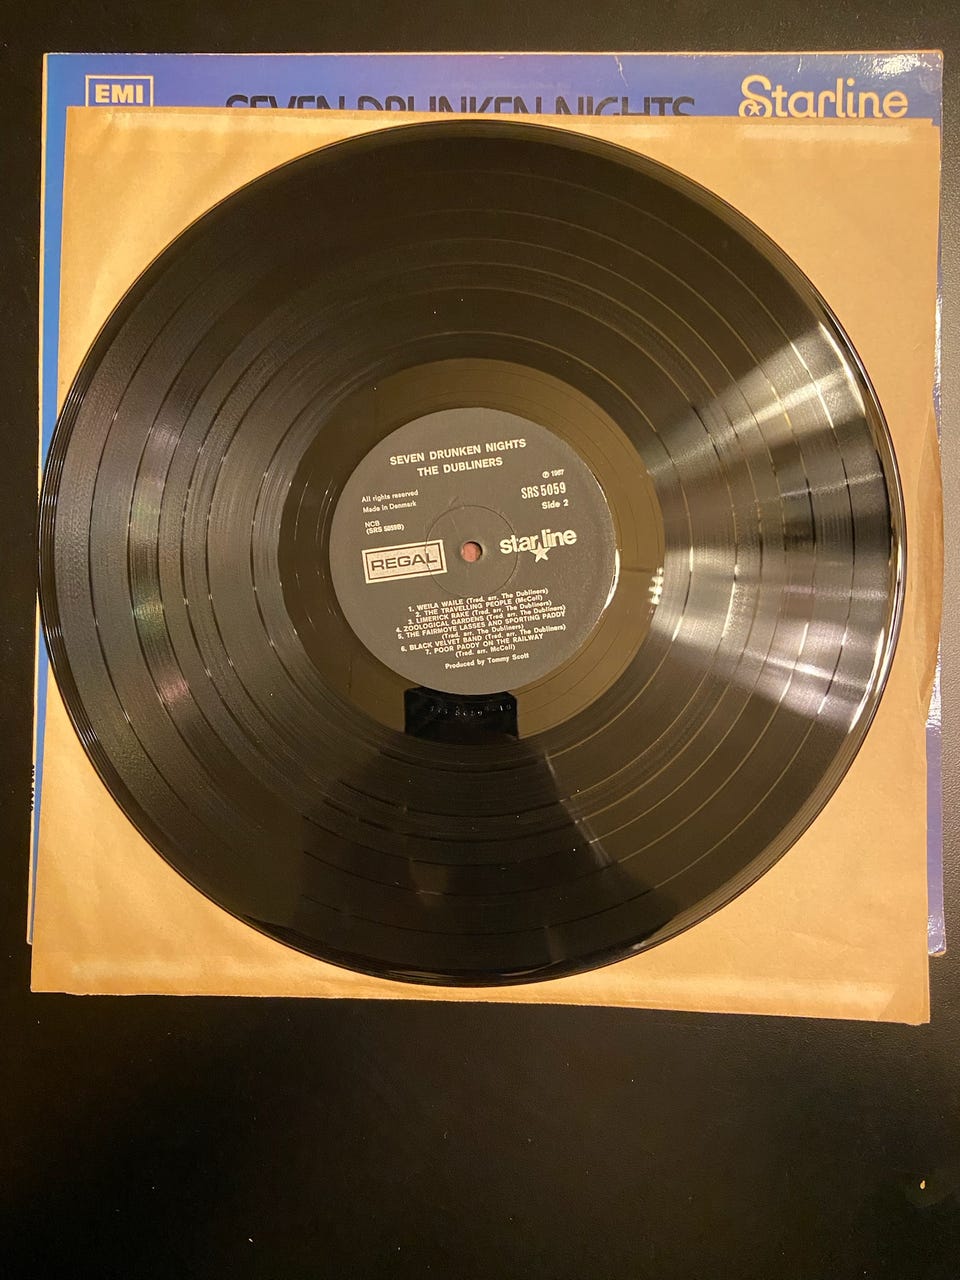 EMI
SEVEN DRUNKEN NIGHTS
Starline
SEVEN DRUNKEN NIGHTS
THE DUBLINERS
℗ 1967
SRS 5059
Side 2
All rights reserved
Made in Denmark
NCB
(SRS 5059B)
REGAL
starline
1. WEILA WAILE (Trad. arr. The Dubliners)
2. THE TRAVELLING PEOPLE (McColl)
3. LIMERICK RAKE (Trad. arr. The Dubliners)
4. ZOOLOGICAL GARDENS (Trad. arr. The Dubliners)
5. THE FAIRMOYE LASSES AND SPORTING PADDY
(Trad. arr. The Dubliners)
6. BLACK VELVET BAND (Trad. arr. The Dubliners)
7. POOR PADDY ON THE RAILWAY
(Trad. arr. McColl)
Produced by Tommy Scott